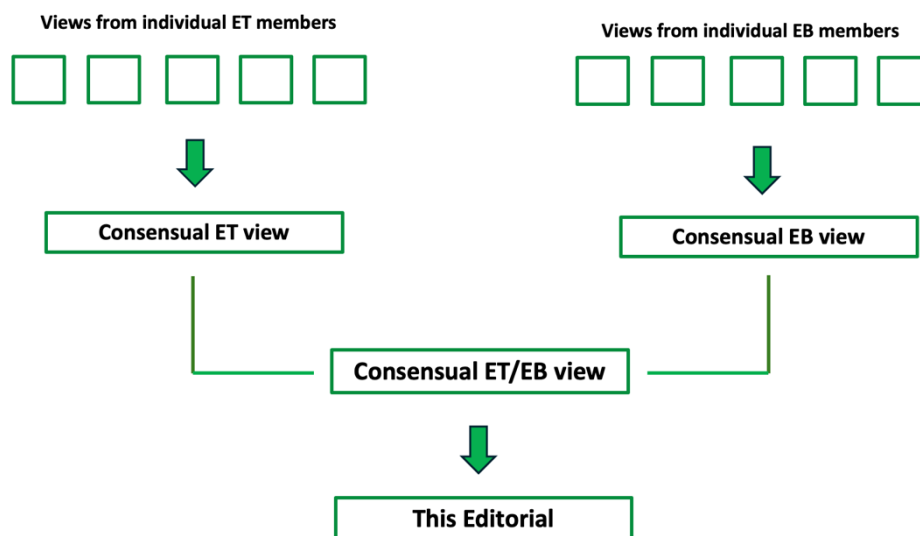 Views from individual ET members
Views from individual EB members
Consensual ET view
Consensual EB view
Consensual ET/EB view
This Editorial